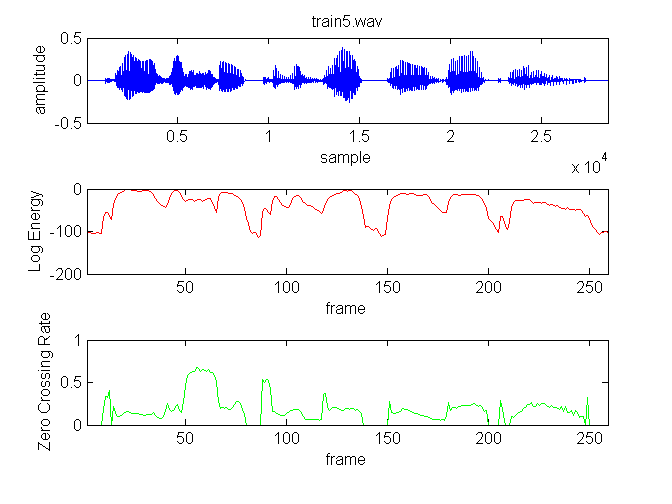 train5.wav
0.5
0
-0.5
amplitude
0.5 1 1.5 2 2.5
sample
x 10^4
0
-100
-200
Log Energy
50 100 150 200 250
frame
1
0.5
0
Zero Crossing Rate
50 100 150 200 250
frame